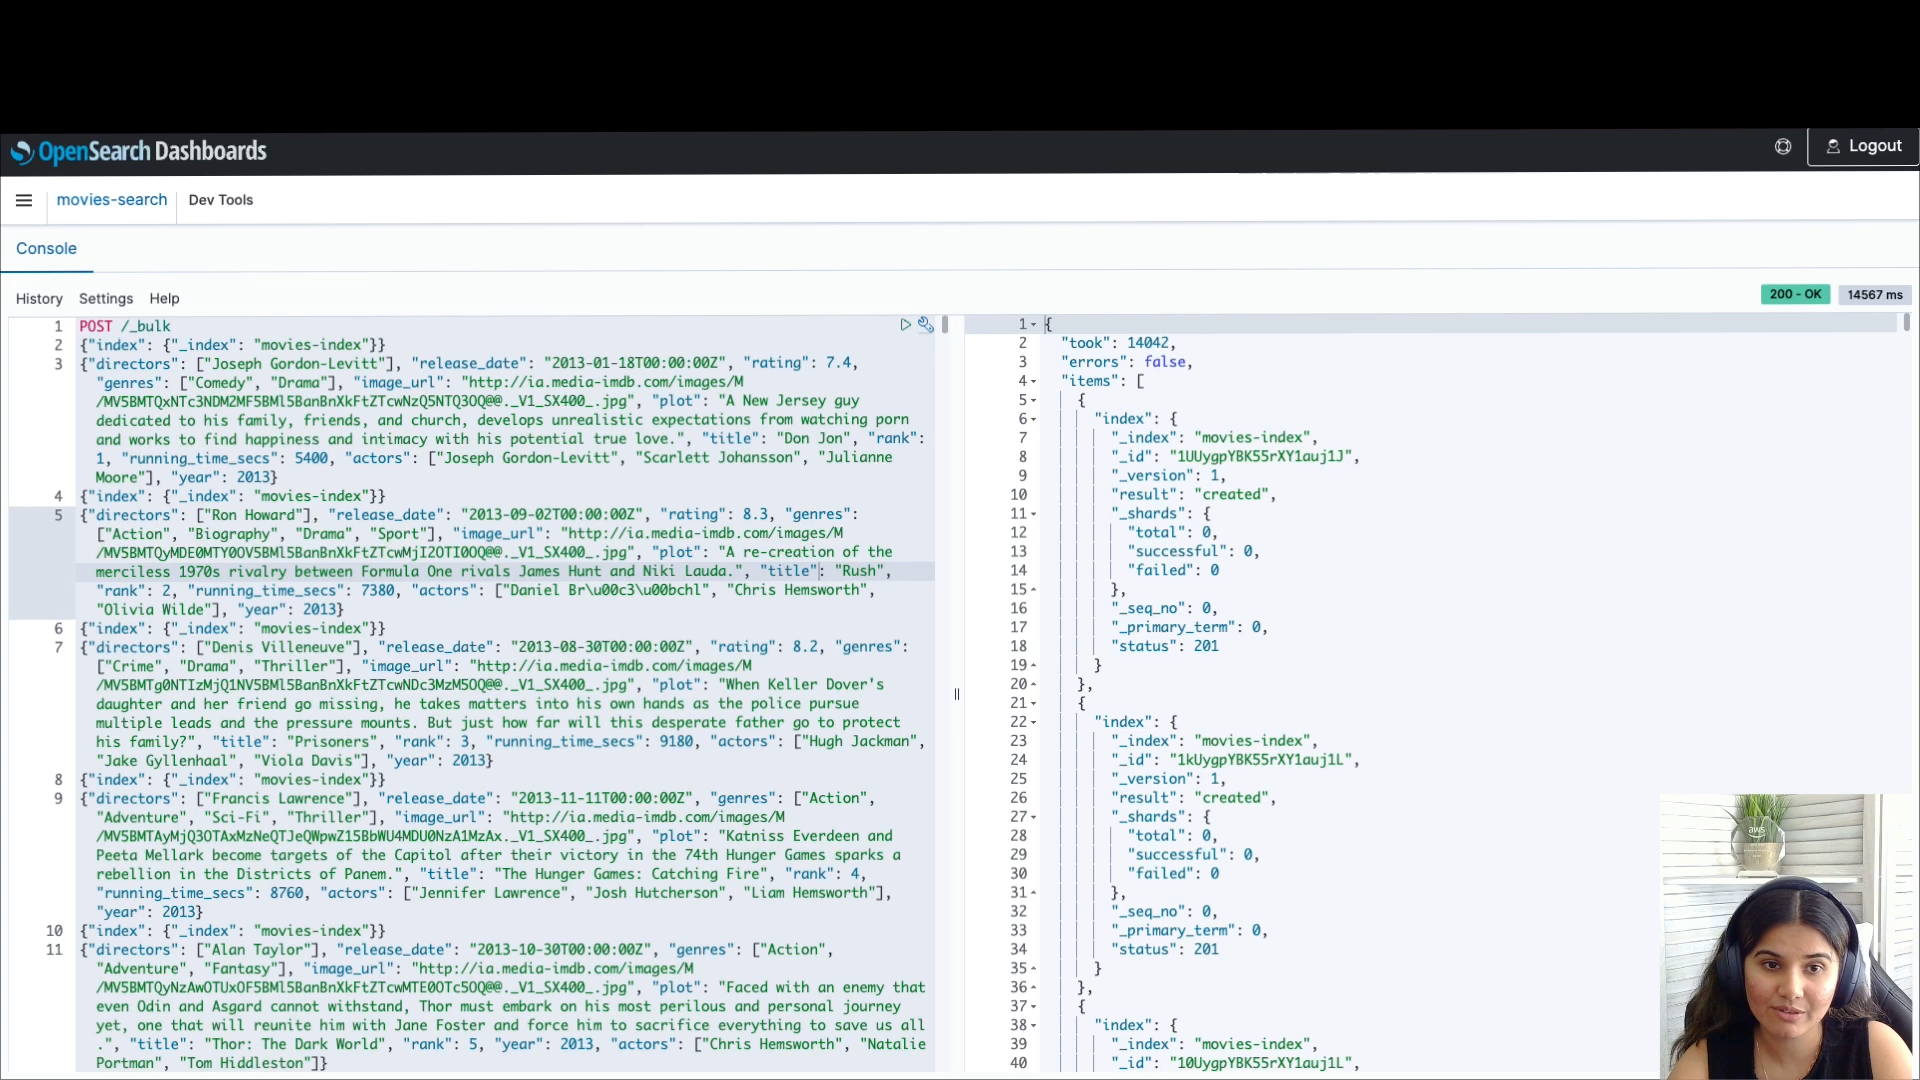 OpenSearch Dashboards
Logout
movies-search
Dev Tools
Console
History Settings Help
200 - OK
14567 ms
1 POST /_bulk
2 {"index": {"_index": "movies-index"}}
3 {"directors": ["Joseph Gordon-Levitt"], "release_date": "2013-01-18T00:00:00Z", "rating": 7.4,
"genres": ["Comedy", "Drama"], "image_url": "http://ia.media-imdb.com/images/M
/MV5BMTQxNTc3NDM2MF5BMl5BanBnXkFtZTcwNzQ5NTQ3OQ@@._V1_SX400_.jpg", "plot": "A New Jersey guy
dedicated to his family, friends, and church, develops unrealistic expectations from watching porn
and works to find happiness and intimacy with his potential true love.", "title": "Don Jon", "rank":
1, "running_time_secs": 5400, "actors": ["Joseph Gordon-Levitt", "Scarlett Johansson", "Julianne
Moore"], "year": 2013}
4 {"index": {"_index": "movies-index"}}
5 {"directors": ["Ron Howard"], "release_date": "2013-09-02T00:00:00Z", "rating": 8.3, "genres":
["Action", "Biography", "Drama", "Sport"], "image_url": "http://ia.media-imdb.com/images/M
/MV5BMTQyMDE0MTY0OV5BMl5BanBnXkFtZTcwMjI2OTI0OQ@@._V1_SX400_.jpg", "plot": "A re-creation of the
merciless 1970s rivalry between Formula One rivals James Hunt and Niki Lauda.", "title": "Rush",
"rank": 2, "running_time_secs": 7380, "actors": ["Daniel Br\u00c3\u00bchl", "Chris Hemsworth",
"Olivia Wilde"], "year": 2013}
6 {"index": {"_index": "movies-index"}}
7 {"directors": ["Denis Villeneuve"], "release_date": "2013-08-30T00:00:00Z", "rating": 8.2, "genres":
["Crime", "Drama", "Thriller"], "image_url": "http://ia.media-imdb.com/images/M
/MV5BMTg0NTIzMjQ1NV5BMl5BanBnXkFtZTcwNDc3MzM5OQ@@._V1_SX400_.jpg", "plot": "When Keller Dover's
daughter and her friend go missing, he takes matters into his own hands as the police pursue
multiple leads and the pressure mounts. But just how far will this desperate father go to protect
his family?", "title": "Prisoners", "rank": 3, "running_time_secs": 9180, "actors": ["Hugh Jackman",
"Jake Gyllenhaal", "Viola Davis"], "year": 2013}
8 {"index": {"_index": "movies-index"}}
9 {"directors": ["Francis Lawrence"], "release_date": "2013-11-11T00:00:00Z", "genres": ["Action",
"Adventure", "Sci-Fi", "Thriller"], "image_url": "http://ia.media-imdb.com/images/M
/MV5BMTAyMjQ3OTAxMzNeQTJeQWpwZ15BbWU4MDU0NzA1MzAx._V1_SX400_.jpg", "plot": "Katniss Everdeen and
Peeta Mellark become targets of the Capitol after their victory in the 74th Hunger Games sparks a
rebellion in the Districts of Panem.", "title": "The Hunger Games: Catching Fire", "rank": 4,
"running_time_secs": 8760, "actors": ["Jennifer Lawrence", "Josh Hutcherson", "Liam Hemsworth"],
"year": 2013}
10 {"index": {"_index": "movies-index"}}
11 {"directors": ["Alan Taylor"], "release_date": "2013-10-30T00:00:00Z", "genres": ["Action",
"Adventure", "Fantasy"], "image_url": "http://ia.media-imdb.com/images/M
/MV5BMTQyNzAwOTUxOF5BMl5BanBnXkFtZTcwMTE0OTc5OQ@@._V1_SX400_.jpg", "plot": "Faced with an enemy that
even Odin and Asgard cannot withstand, Thor must embark on his most perilous and personal journey
yet, one that will reunite him with Jane Foster and force him to sacrifice everything to save us all
.", "title": "Thor: The Dark World", "rank": 5, "year": 2013, "actors": ["Chris Hemsworth", "Natalie
Portman", "Tom Hiddleston"]}
1 {
2 "took": 14042,
3 "errors": false,
4 "items": [
5 {
6 "index": {
7 "_index": "movies-index",
8 "_id": "1UUygpYBK55rXY1auj1J",
9 "_version": 1,
10 "result": "created",
11 "_shards": {
12 "total": 0,
13 "successful": 0,
14 "failed": 0
15 },
16 "_seq_no": 0,
17 "_primary_term": 0,
18 "status": 201
19 }
20 },
21 {
22 "index": {
23 "_index": "movies-index",
24 "_id": "1kUygpYBK55rXY1auj1L",
25 "_version": 1,
26 "result": "created",
27 "_shards": {
28 "total": 0,
29 "successful": 0,
30 "failed": 0
31 },
32 "_seq_no": 0,
33 "_primary_term": 0,
34 "status": 201
35 }
36 },
37 {
38 "index": {
39 "_index": "movies-index",
40 "_id": "10UygpYBK55rXY1auj1L",
aws